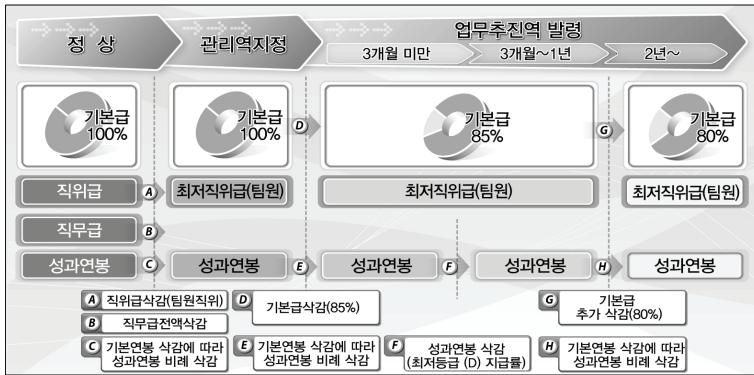 정 상
관리역지정
업무추진역 발령
3개월 미만
3개월~1년
2년~
기본급
100%
기본급
100%
D
기본급
85%
G
기본급
80%
직위급
A
최저직위급(팀원)
최저직위급(팀원)
최저직위급(팀원)
직무급
B
성과연봉
C
성과연봉
E
성과연봉
F
성과연봉
H
성과연봉
A 직위급삭감(팀원직위)
B 직무급전액삭감
C 기본연봉 삭감에 따라
성과연봉 비례 삭감
D 기본급삭감(85%)
E 기본연봉 삭감에 따라
성과연봉 비례 삭감
F 성과연봉 삭감
(최저등급 (D) 지급률)
G 기본급
추가 삭감(80%)
H 기본연봉 삭감에 따라
성과연봉 비례 삭감